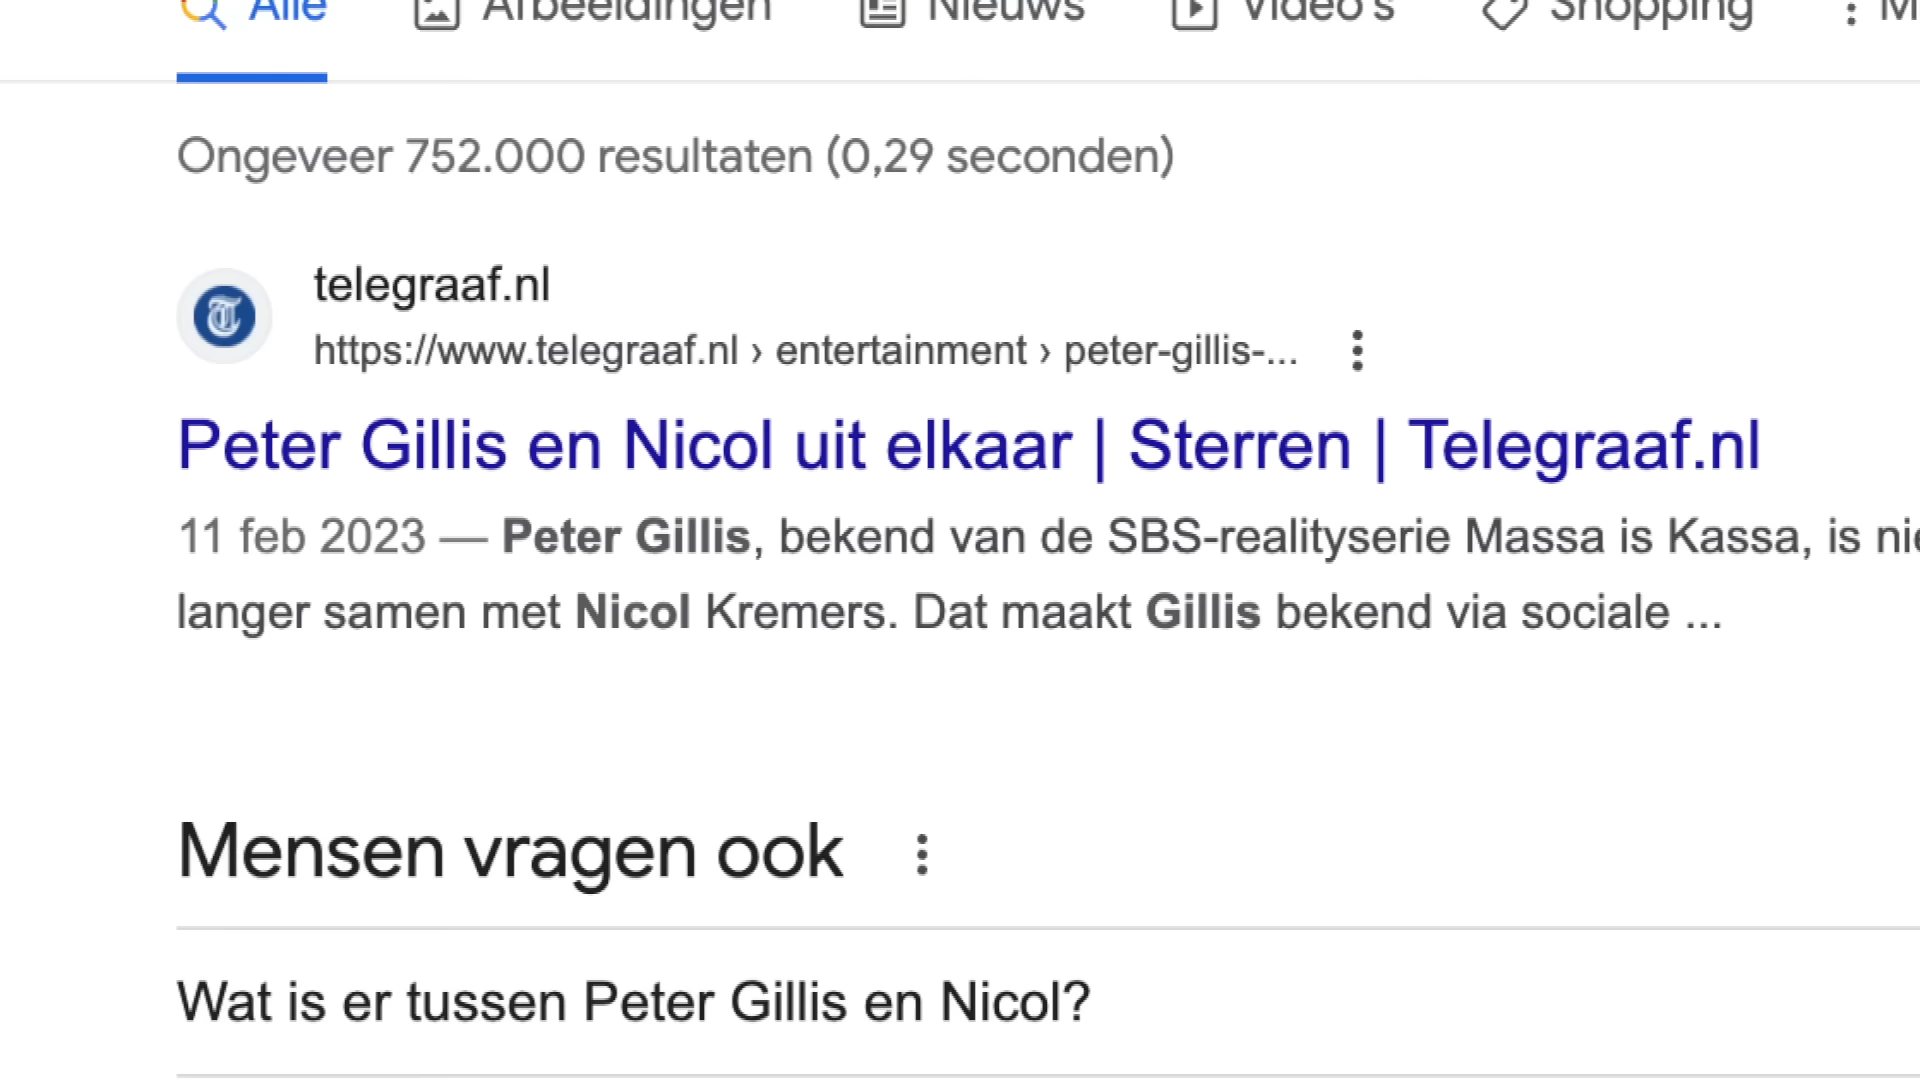 Alle Afbeeldingen Nieuws Video's Shopping
Ongeveer 752.000 resultaten (0,29 seconden)
telegraaf.nl
https://www.telegraaf.nl › entertainment › peter-gillis-...
Peter Gillis en Nicol uit elkaar | Sterren | Telegraaf.nl
11 feb 2023 — Peter Gillis, bekend van de SBS-realityserie Massa is Kassa, is
langer samen met Nicol Kremers. Dat maakt Gillis bekend via sociale ...
Mensen vragen ook
Wat is er tussen Peter Gillis en Nicol?